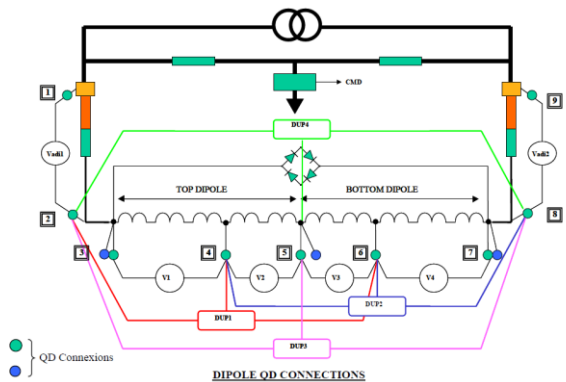 CMD
1
9
DUP4
Vadi1
Vadi2
TOP DIPOLE
BOTTOM DIPOLE
2
8
3
4
5
6
7
V1
V2
V3
V4
DUP2
DUP1
DUP3
QD Connexions
DIPOLE QD CONNECTIONS